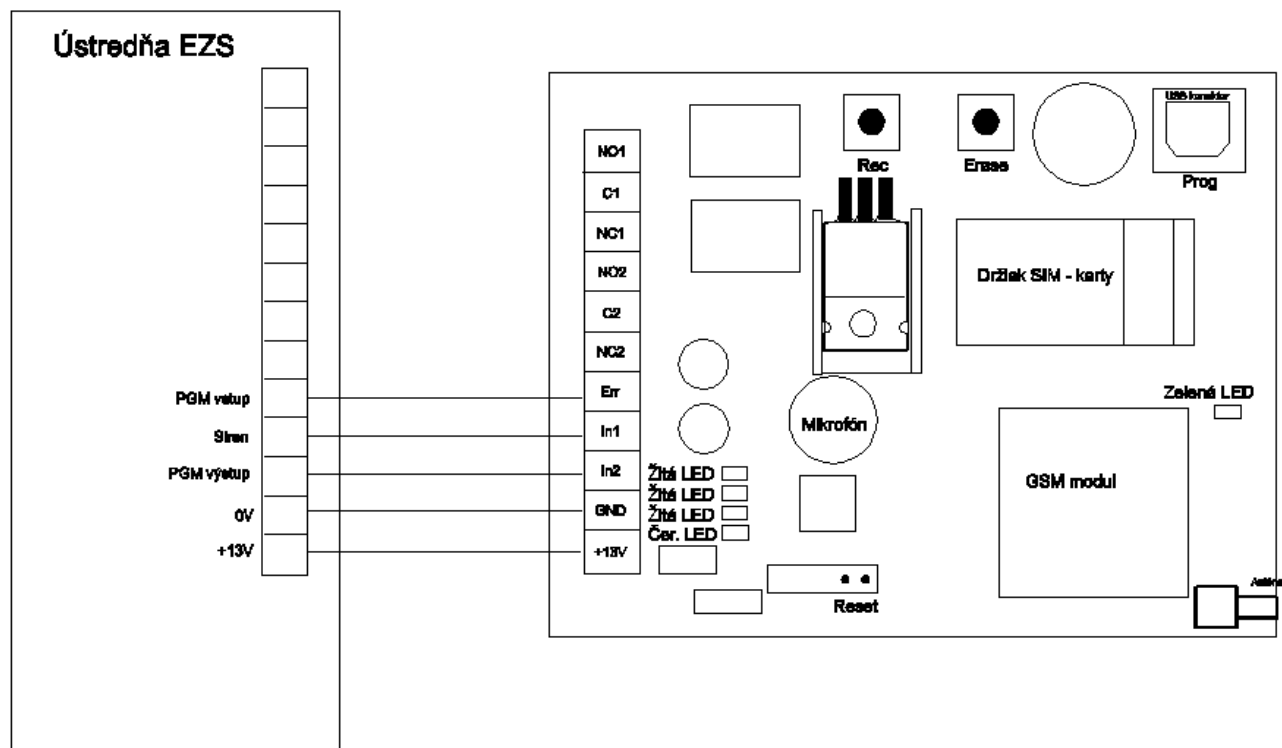 Ústredňa EZS
PGM vstup
Siren
PGM výstup
0V
+13V
NO1
C1
NC1
NO2
C2
NC2
Err
In1
In2
GND
+13V
Rec
Erase
USB konektor
Prog
Držiak SIM - karty
Mikrofón
Zelená LED
GSM modul
Žltá LED
Žltá LED
Žltá LED
Čer. LED
Reset